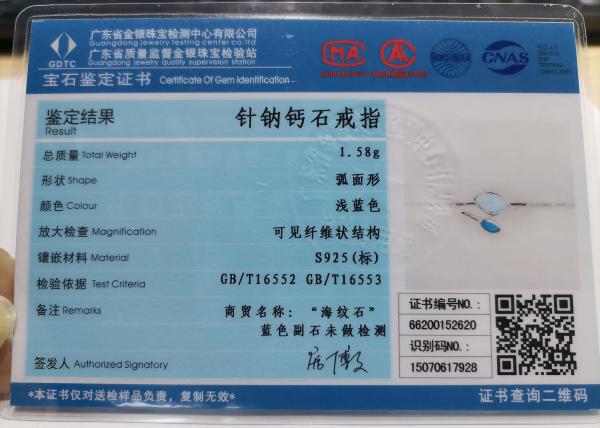 广东省金银珠宝检测中心有限公司
Guangdong jewelry testing center co.ltd
广东省质量监督金银珠宝检验站
Guangdong jewelry quality supervision station
GDTC
宝石鉴定证书 Certificate Of Gem Identification
MA
CNAS
鉴定结果 针钠钙石戒指
Result
总质量 Total Weight 1.58g
形状 Shape 弧面形
颜色 Colour 浅蓝色
放大检查 Magnification 可见纤维状结构
镶嵌材料 Material S925(标)
检验依据 Test Criteria GB/T16552 GB/T16553
备注 Remarks 商贸名称：“海纹石”
蓝色副石未做检测
签发人 Authorized Signatory
证书编号NO.:
66200152620
识别码NO.:
15070617928
*本证书仅对送检样品负责，复制无效* 证书查询二维码